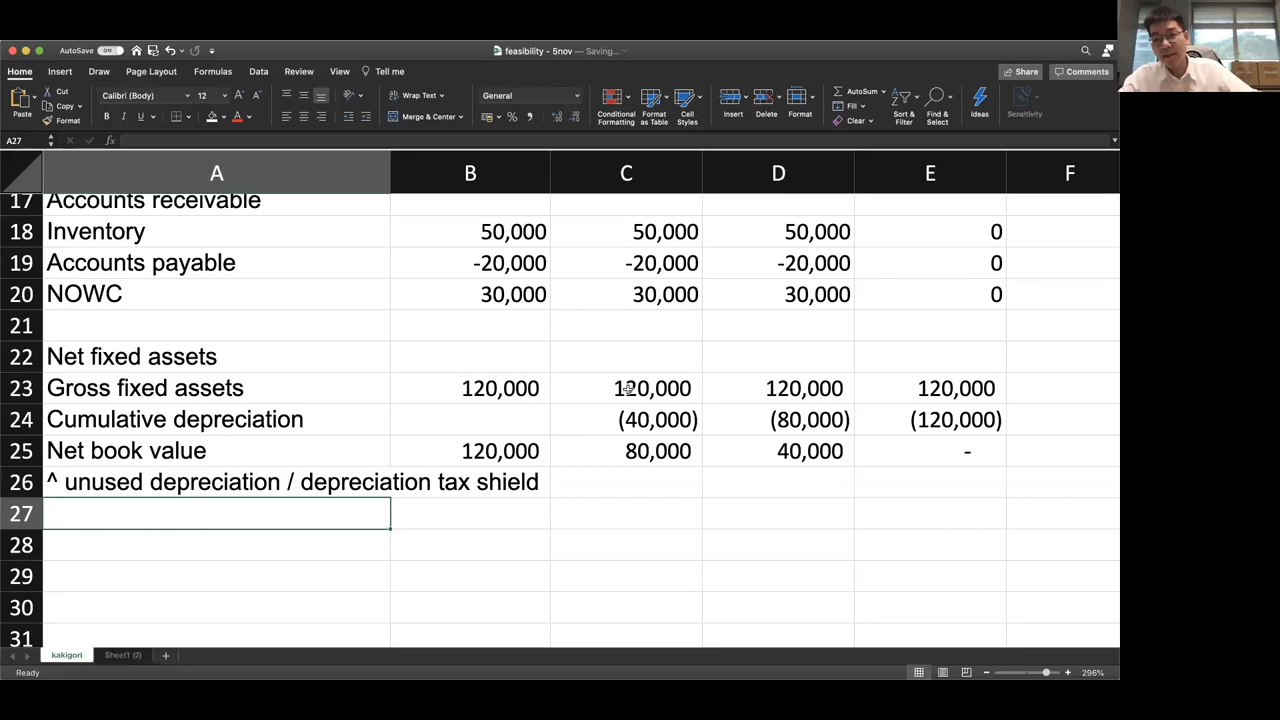 AutoSave ON feasibility - 5nov — Saving...
Home Insert Draw Page Layout Formulas Data Review View Tell me Share Comments
Paste Cut Copy Format Calibri (Body) 12 A^ A˅ B I U A Wrap Text Merge & Center General % Conditional Formatting Format as Table Cell Styles Insert Delete Format AutoSum Fill Clear Sort & Filter Find & Select Ideas Sensitivity
A27 fx
A B C D E F
17 Accounts receivable
18 Inventory 50,000 50,000 50,000 0
19 Accounts payable -20,000 -20,000 -20,000 0
20 NOWC 30,000 30,000 30,000 0
21
22 Net fixed assets
23 Gross fixed assets 120,000 120,000 120,000 120,000
24 Cumulative depreciation (40,000) (80,000) (120,000)
25 Net book value 120,000 80,000 40,000 -
26 ^ unused depreciation / depreciation tax shield
27
28
29
30
31
kakigori Sheet1 (2) +
Ready 296%